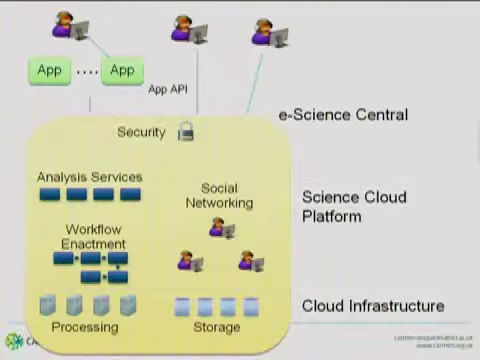 App .... App
App API
e-Science Central
Security
Analysis Services
Social
Networking
Science Cloud
Platform
Workflow
Enactment
Cloud Infrastructure
Processing
Storage